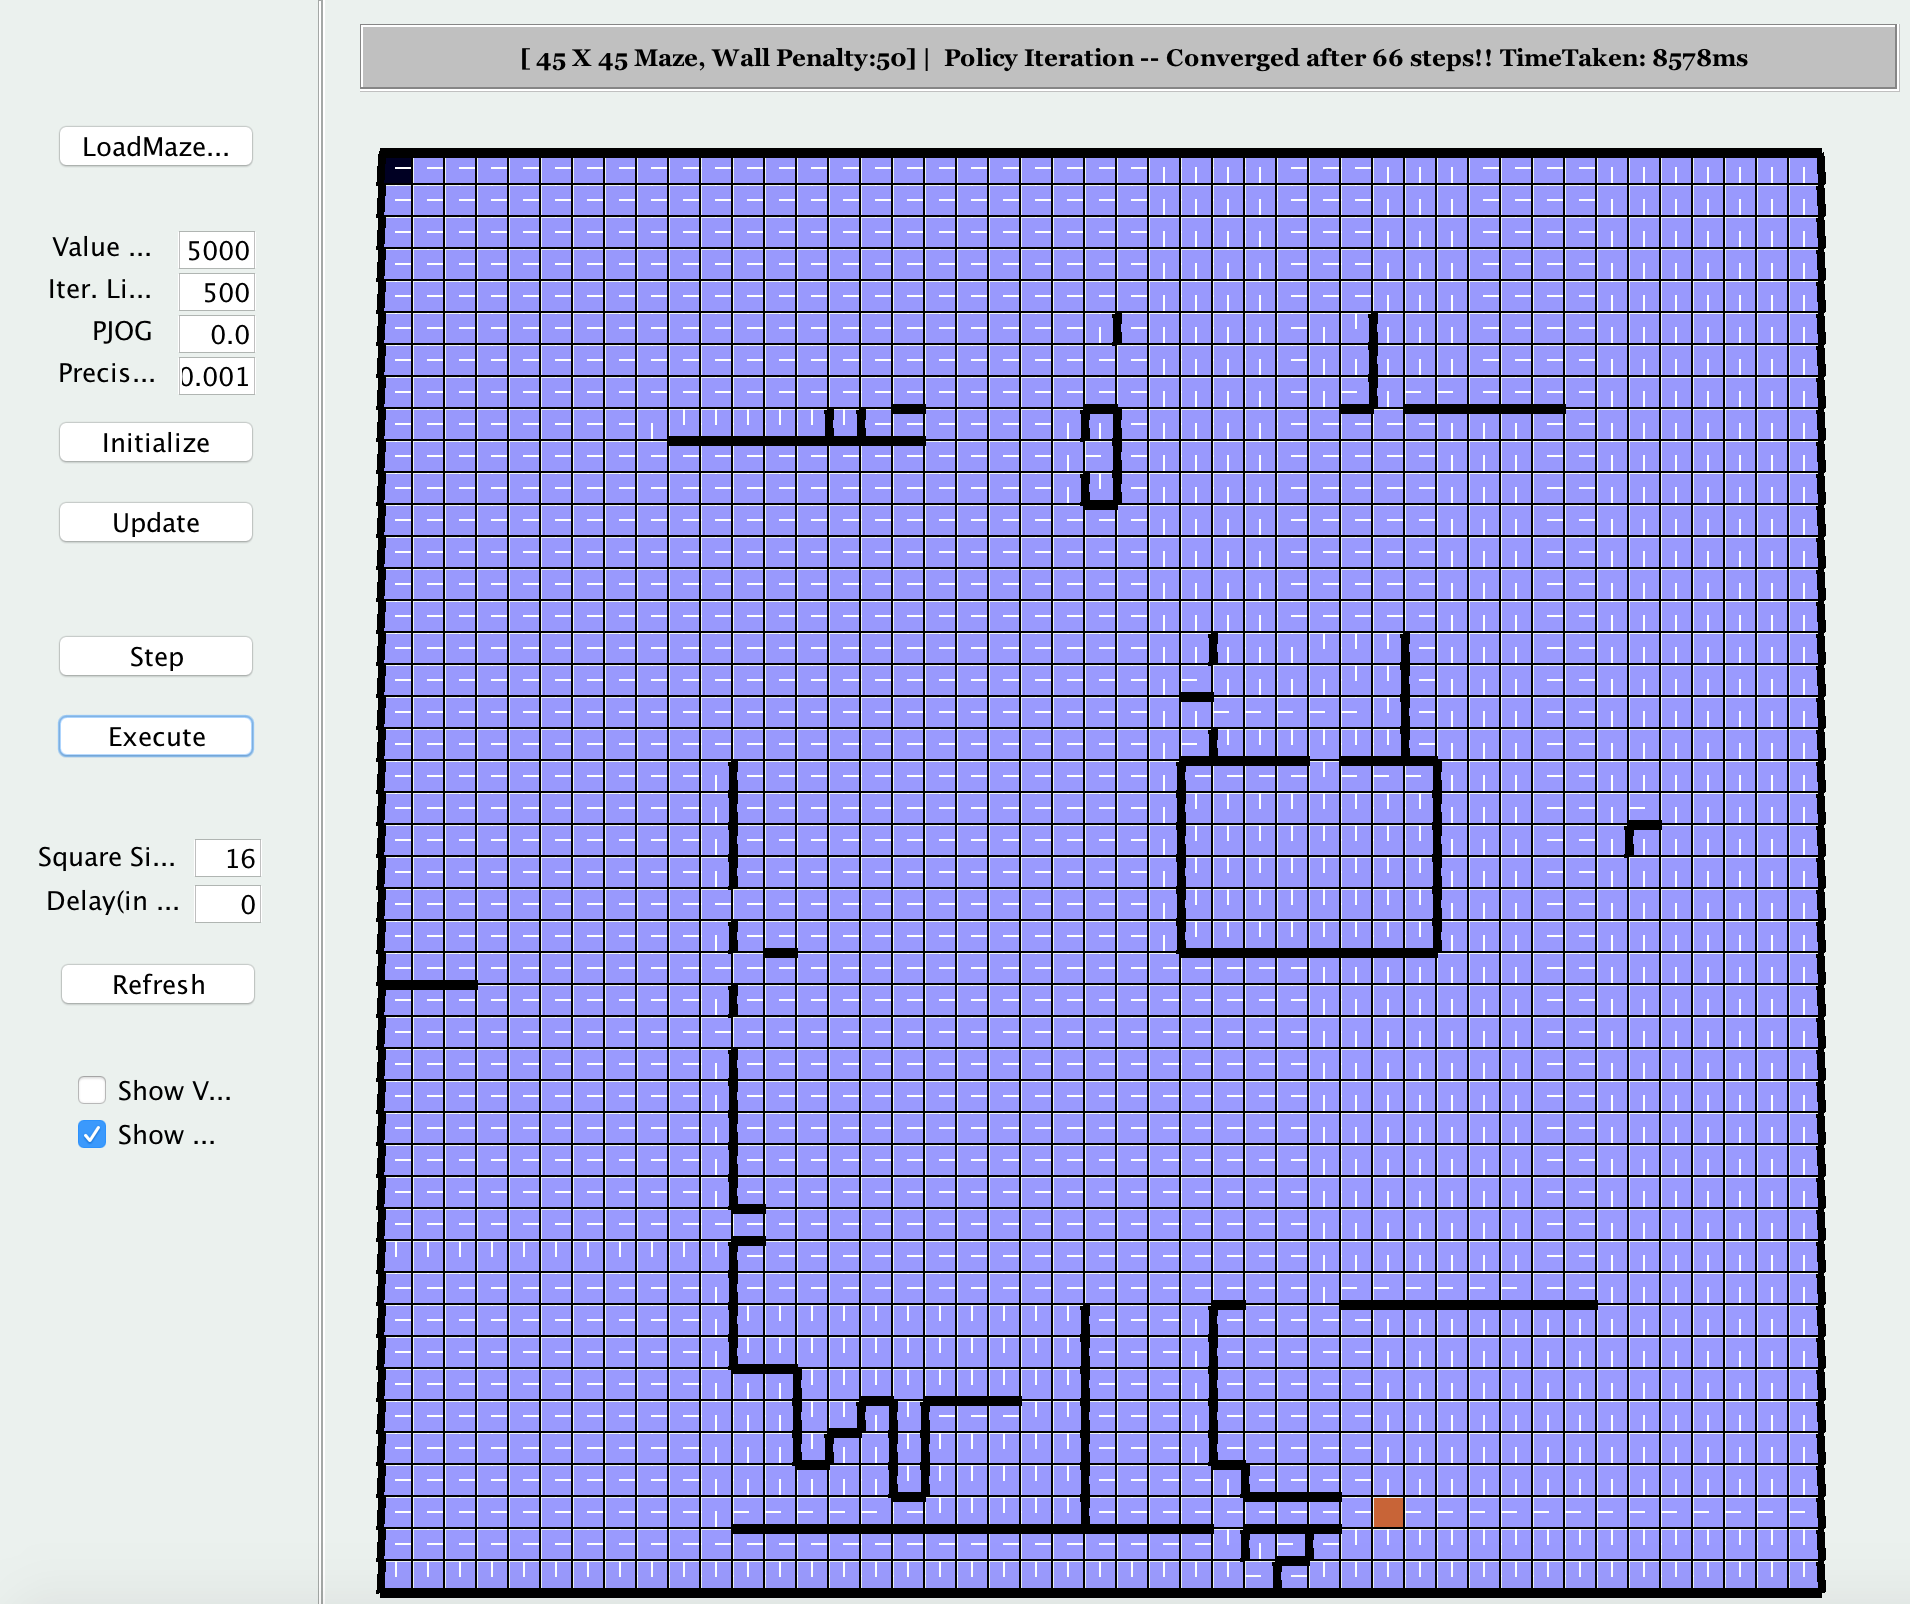 [ 45 X 45 Maze, Wall Penalty:50] | Policy Iteration -- Converged after 66 steps!! TimeTaken: 8578ms
LoadMaze...
Value ... 5000
Iter. Li... 500
PJOG 0.0
Precis... 0.001
Initialize
Update
Step
Execute
Square Si... 16
Delay(in ... 0
Refresh
Show V...
Show ...